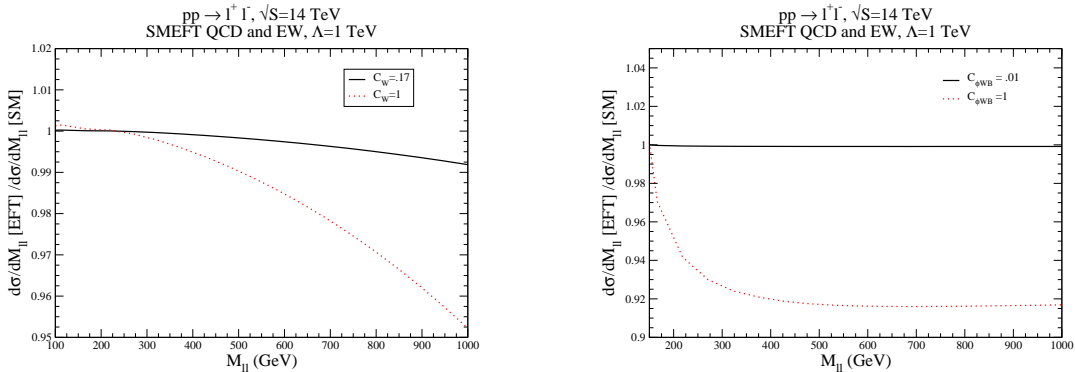 pp → l⁺ l⁻, √S=14 TeV
SMEFT QCD and EW, Λ=1 TeV
1.02
1.01
1
0.99
0.98
0.97
0.96
0.95
dσ/dM_ll [EFT] /dσ/dM_ll [SM]
C_W=.17
C_W=1
100 200 300 400 500 600 700 800 900 1000
M_ll (GeV)
pp → l⁺ l⁻, √S=14 TeV
SMEFT QCD and EW, Λ=1 TeV
1.04
1.02
1
0.98
0.96
0.94
0.92
0.9
dσ/dM_ll [EFT] /dσ/dM_ll [SM]
C_ϕWB = .01
C_ϕWB =1
200 400 600 800 1000
M_ll (GeV)